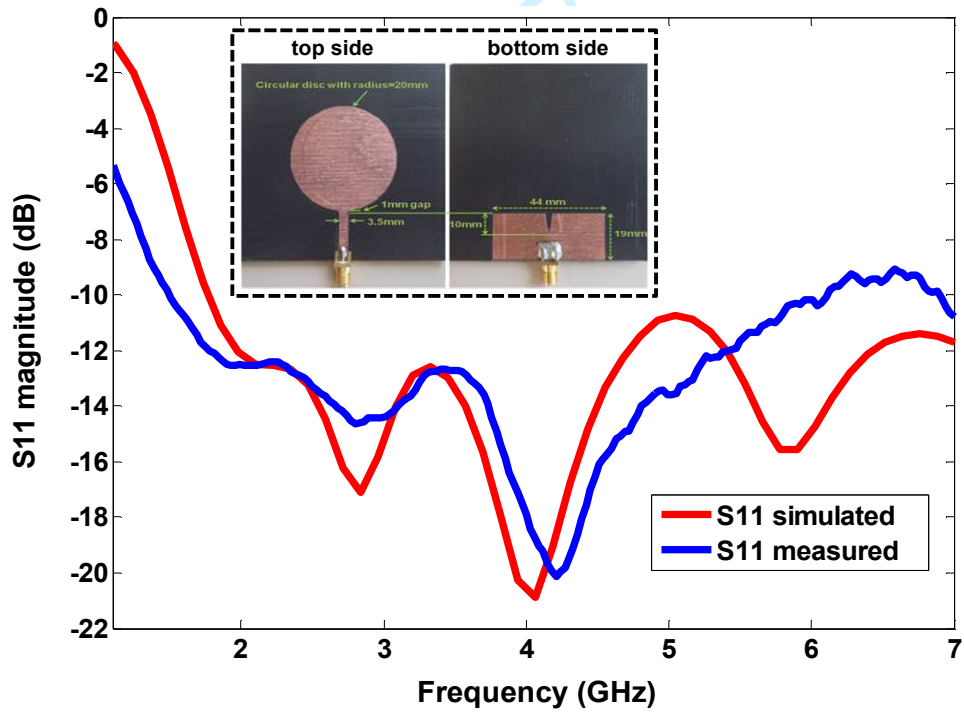 top side
bottom side
Circular disc with radius=20mm
1mm gap
3.5mm
44 mm
10mm
19mm
0
-2
-4
-6
-8
-10
-12
-14
-16
-18
-20
-22
S11 magnitude (dB)
S11 simulated
S11 measured
2
3
4
5
6
7
Frequency (GHz)